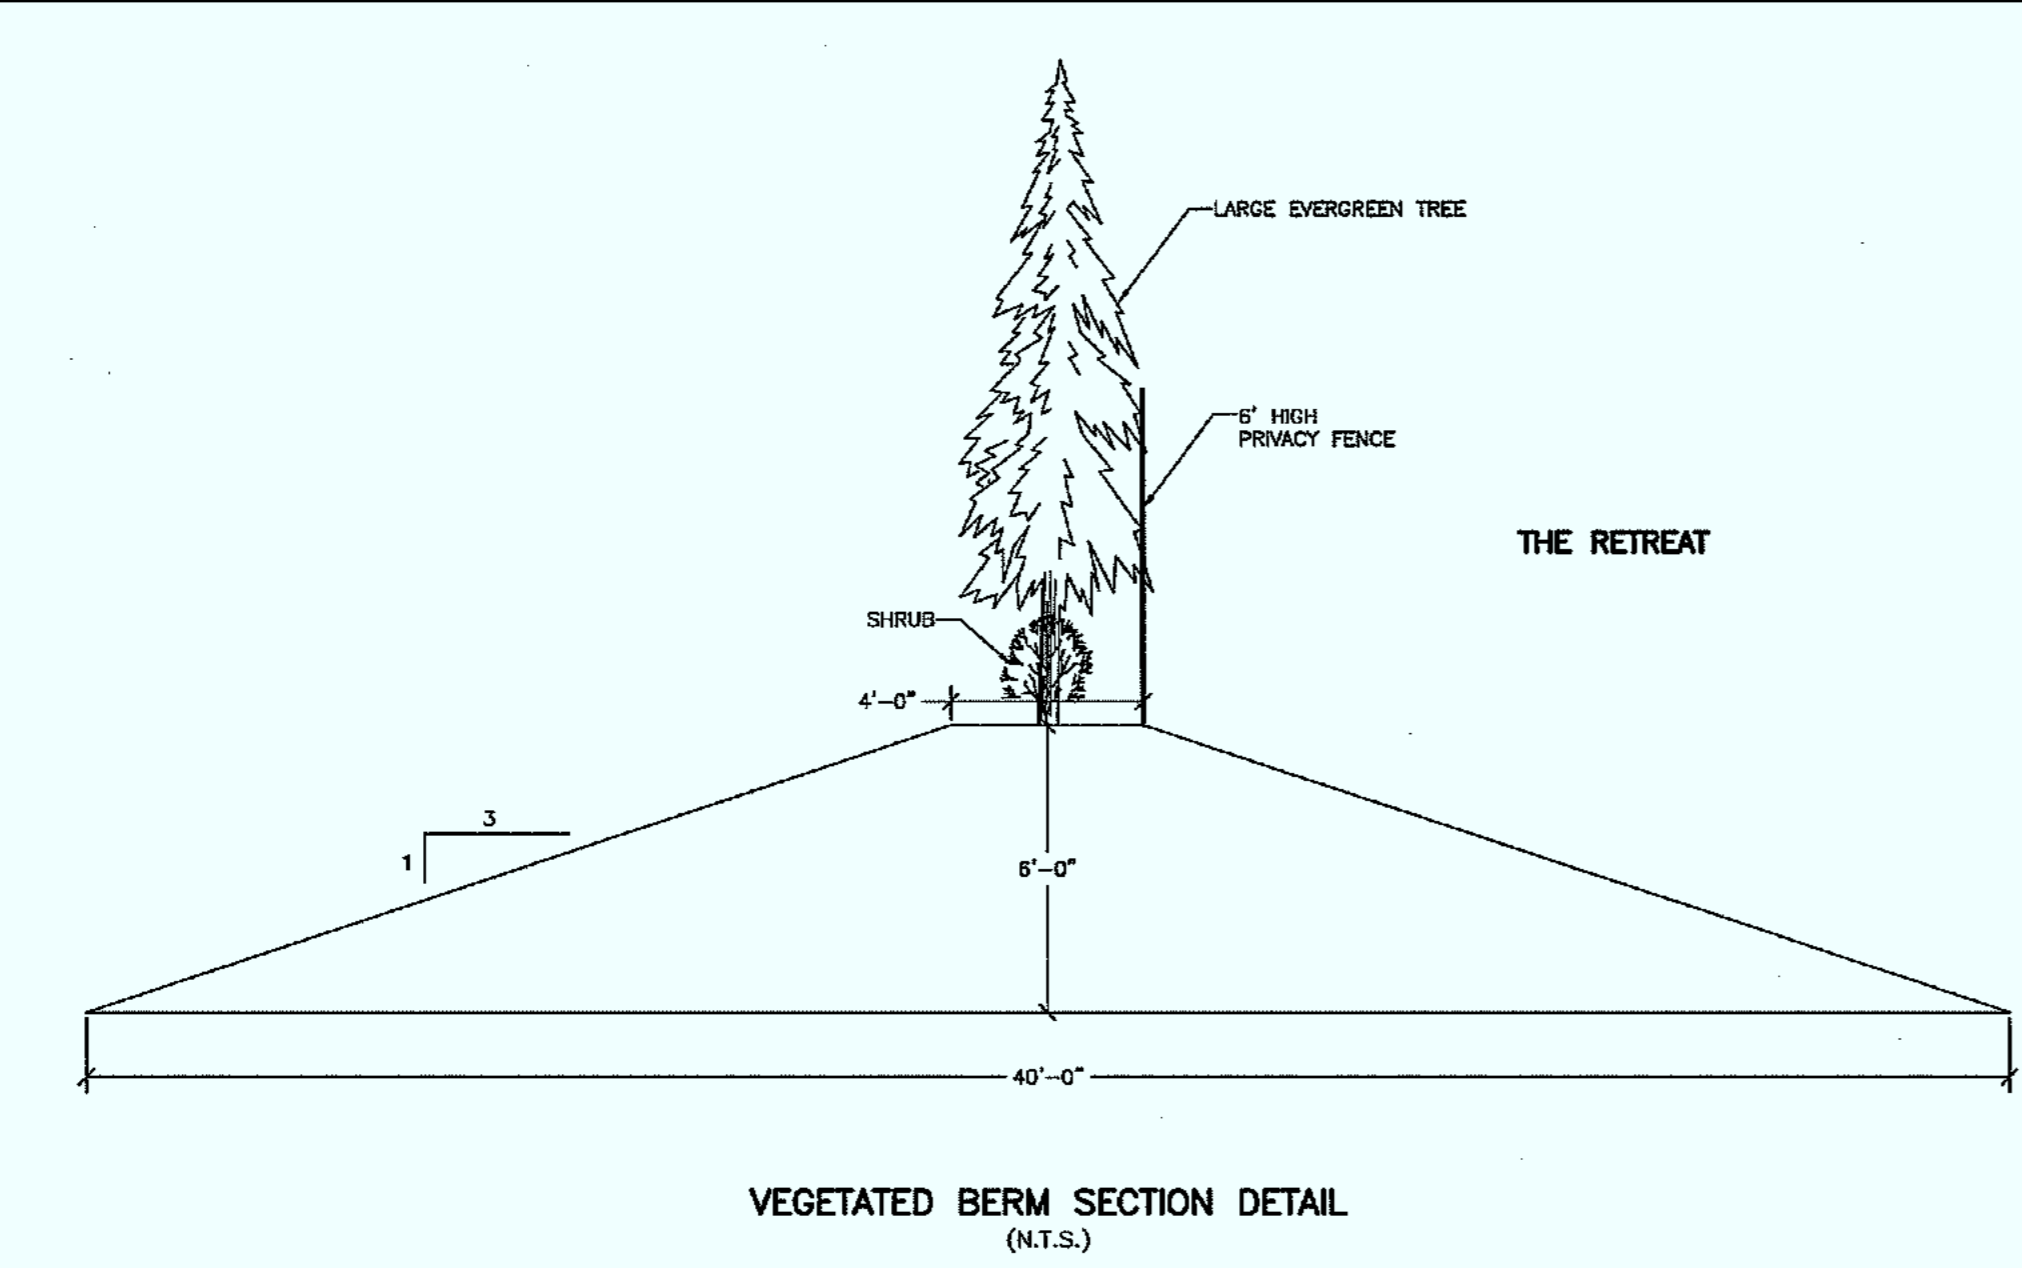 LARGE EVERGREEN TREE
6' HIGH
PRIVACY FENCE
THE RETREAT
SHRUB
4'-0"
3
1
6'-0"
40'-0"
VEGETATED BERM SECTION DETAIL
(N.T.S.)